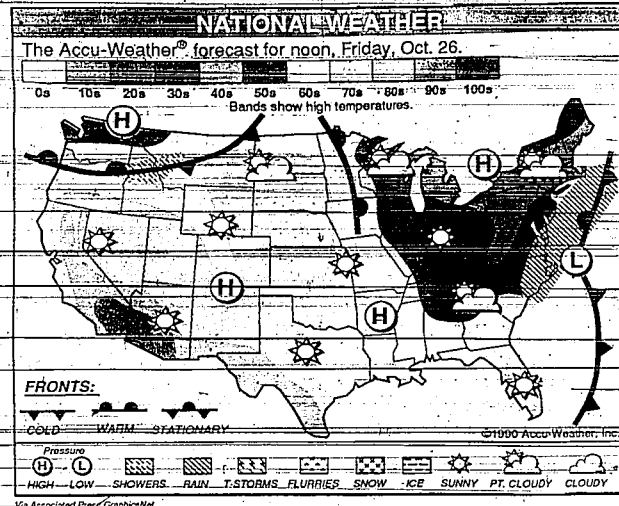 NATIONAL WEATHER
The Accu-Weather® forecast for noon, Friday, Oct. 26.
0s 10s 20s 30s 40s 50s 60s 70s 80s 90s 100s
Bands show high temperatures.
H
H
H
H
L
FRONTS:
COLD WARM STATIONARY
©1990 Accu-Weather, Inc.
Pressure
H L
HIGH LOW SHOWERS RAIN T-STORMS FLURRIES SNOW ICE SUNNY PT. CLOUDY CLOUDY
Via Associated Press GraphicsNet